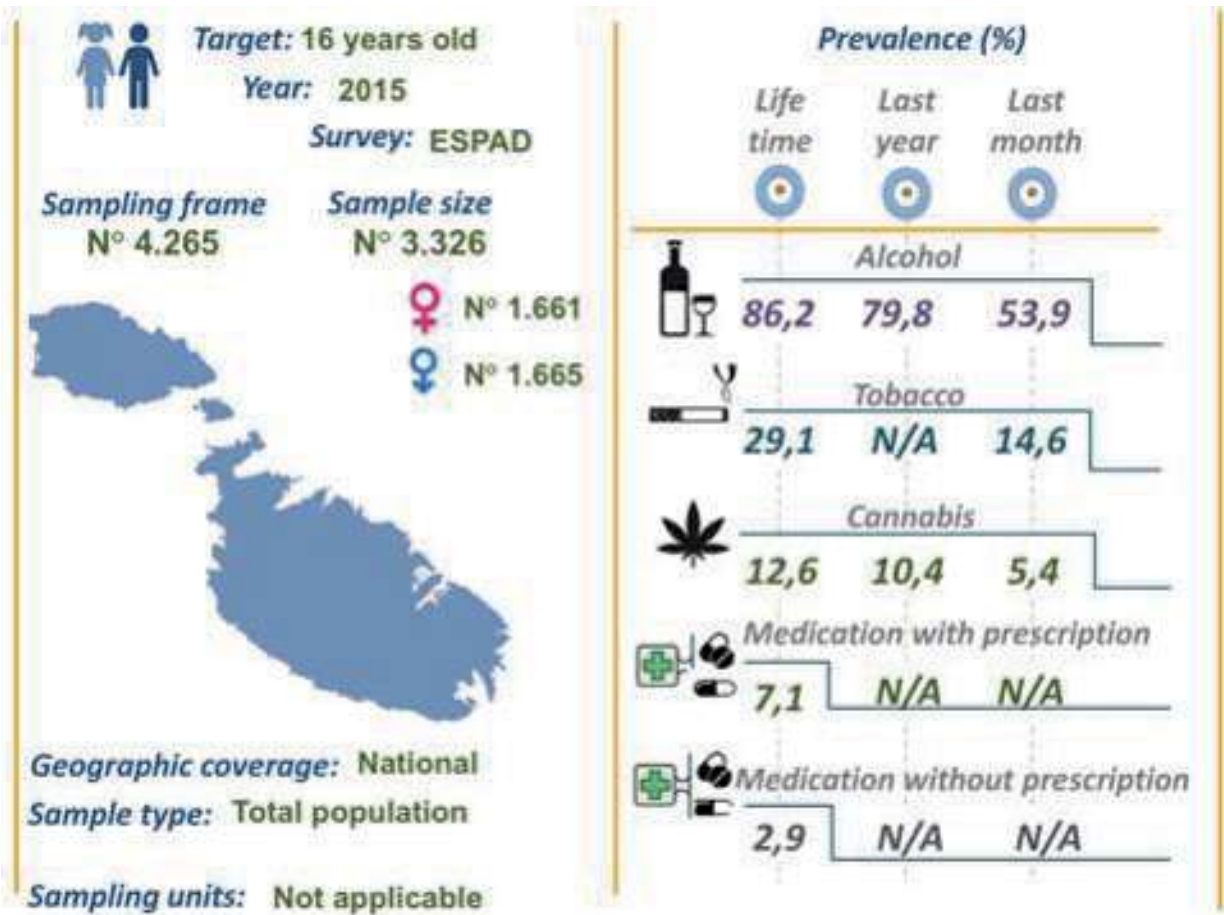 Target: 16 years old
Year: 2015
Survey: ESPAD
Sampling frame
N° 4.265
Sample size
N° 3.326
N° 1.661
N° 1.665
Geographic coverage: National
Sample type: Total population
Sampling units: Not applicable
Prevalence (%)
Life time
Last year
Last month
Alcohol
86,2 79,8 53,9
Tobacco
29,1 N/A 14,6
Cannabis
12,6 10,4 5,4
Medication with prescription
7,1 N/A N/A
Medication without prescription
2,9 N/A N/A